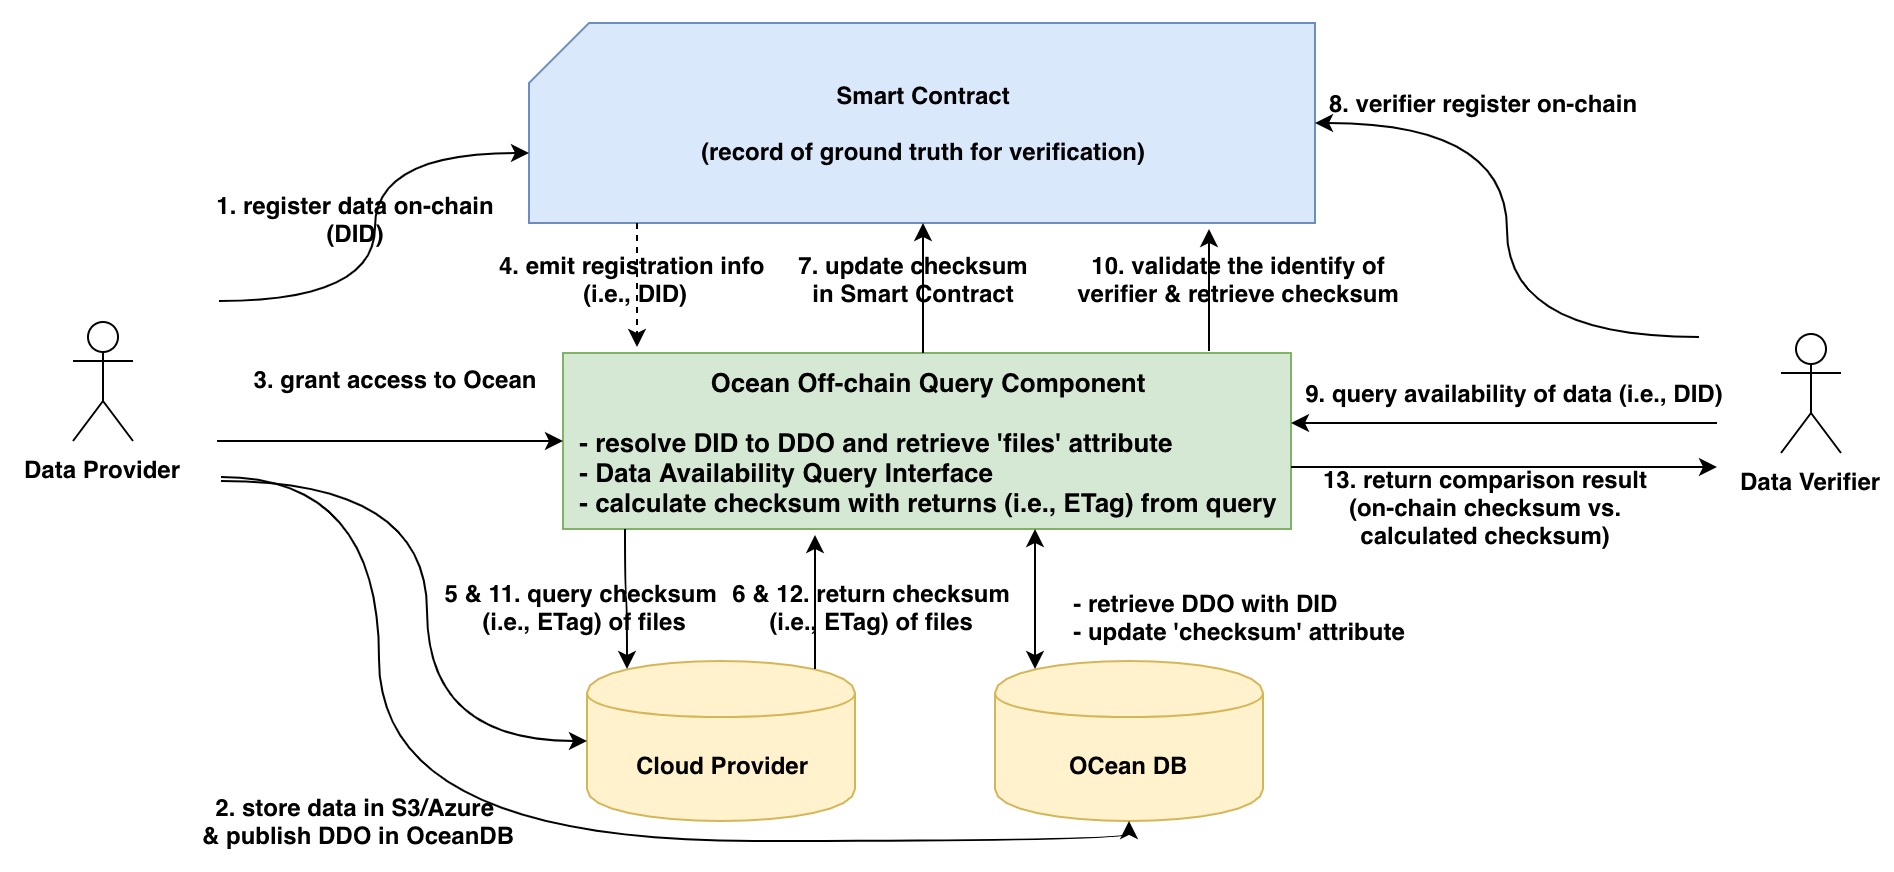 Smart Contract
(record of ground truth for verification)
8. verifier register on-chain
1. register data on-chain
(DID)
4. emit registration info
(i.e., DID)
7. update checksum
in Smart Contract
10. validate the identify of
verifier & retrieve checksum
3. grant access to Ocean
Ocean Off-chain Query Component
- resolve DID to DDO and retrieve 'files' attribute
- Data Availability Query Interface
- calculate checksum with returns (i.e., ETag) from query
9. query availability of data (i.e., DID)
Data Provider
Data Verifier
13. return comparison result
(on-chain checksum vs.
calculated checksum)
5 & 11. query checksum
(i.e., ETag) of files
6 & 12. return checksum
(i.e., ETag) of files
- retrieve DDO with DID
- update 'checksum' attribute
Cloud Provider
OCean DB
2. store data in S3/Azure
& publish DDO in OceanDB